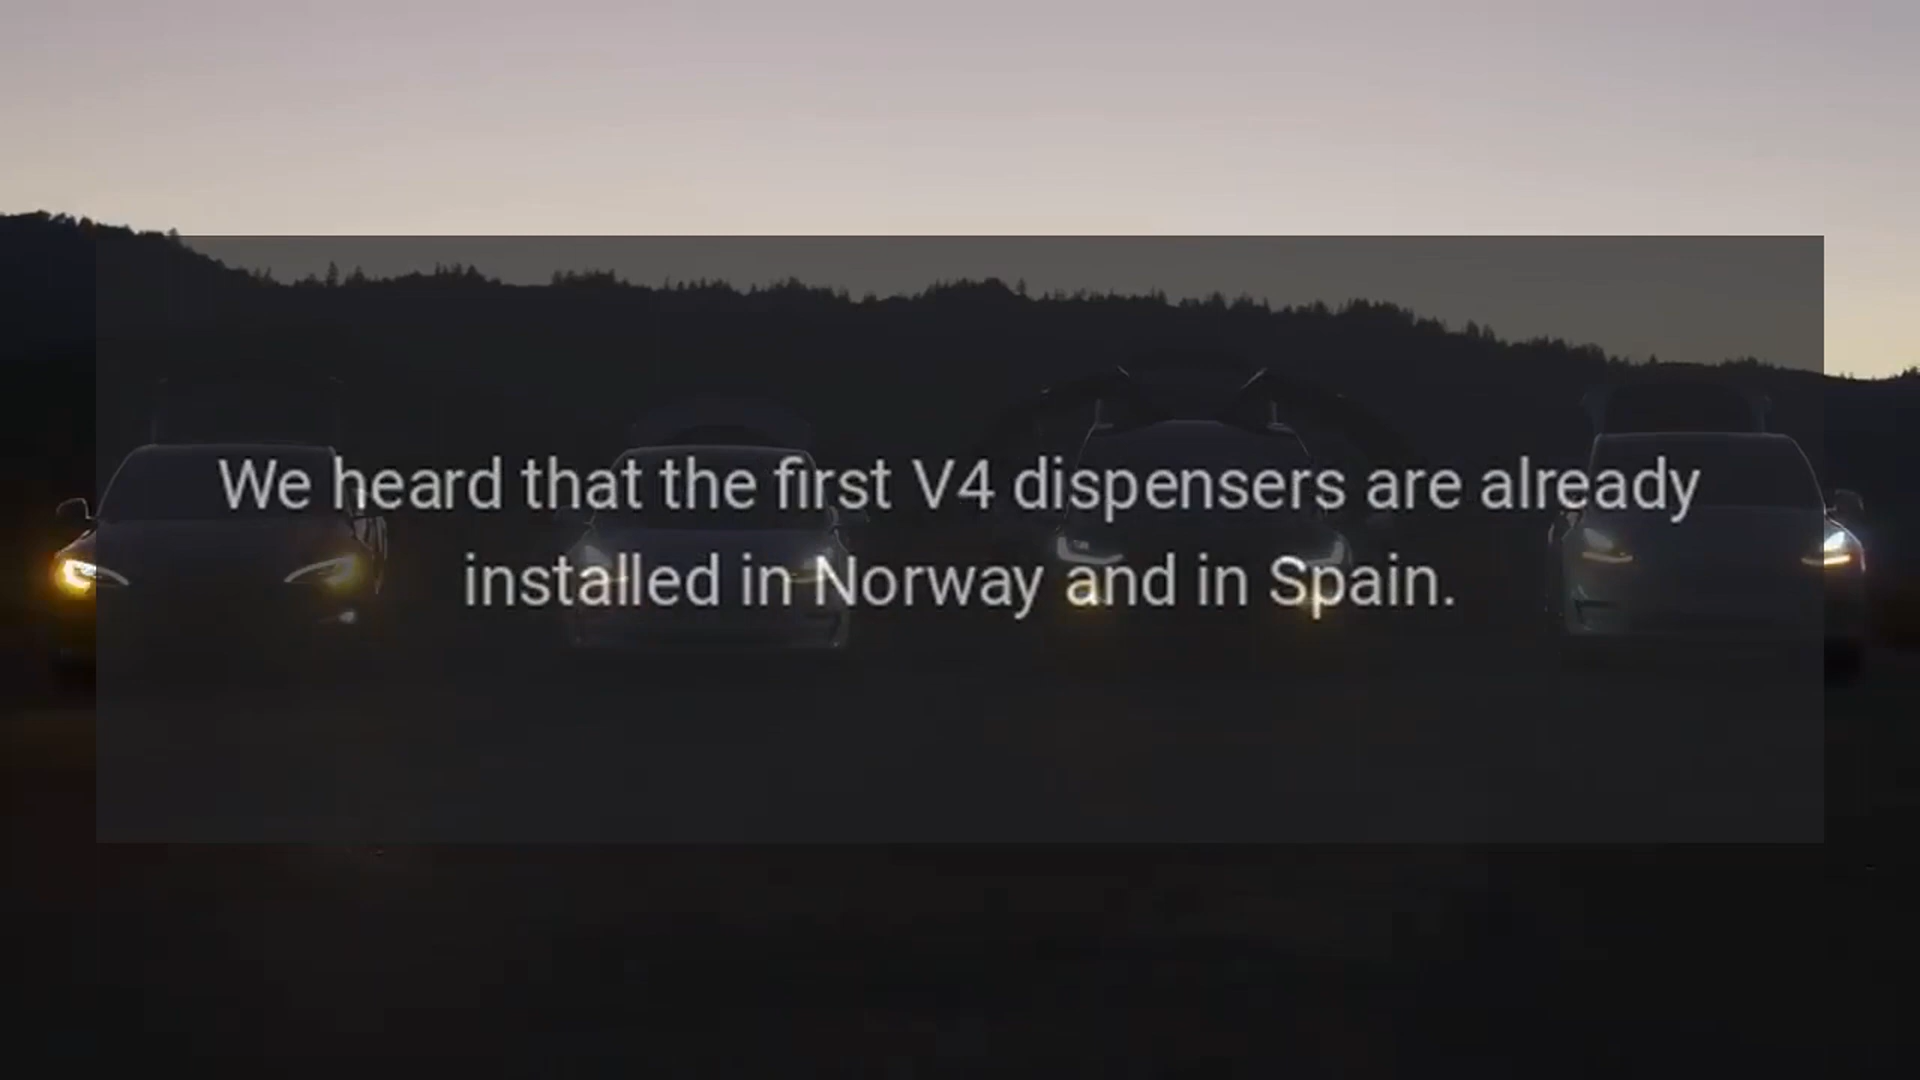 We heard that the first V4 dispensers are already
installed in Norway and in Spain.